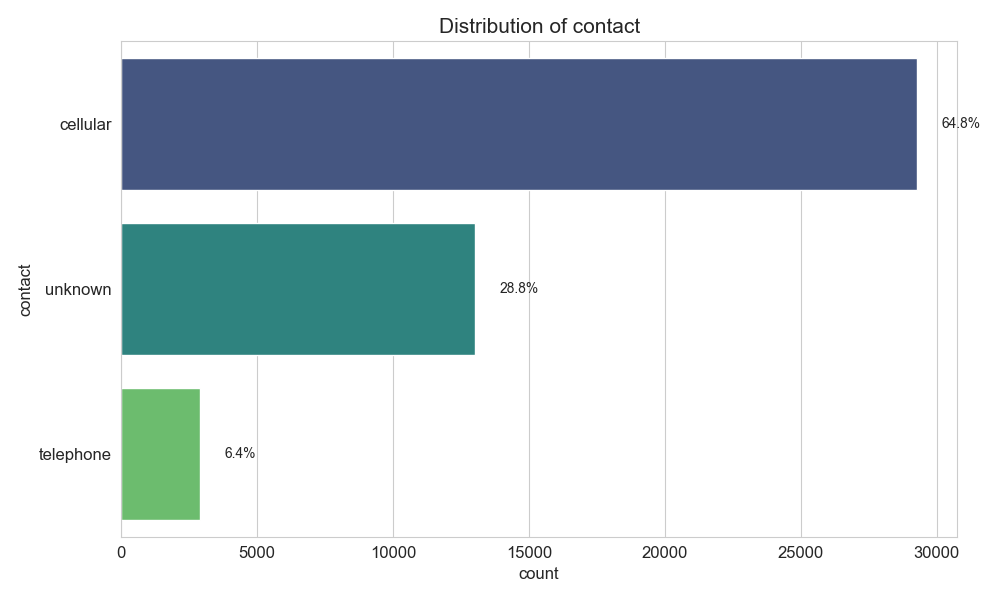 Distribution of contact
cellular
64.8%
unknown
28.8%
telephone
6.4%
contact
0 5000 10000 15000 20000 25000 30000
count